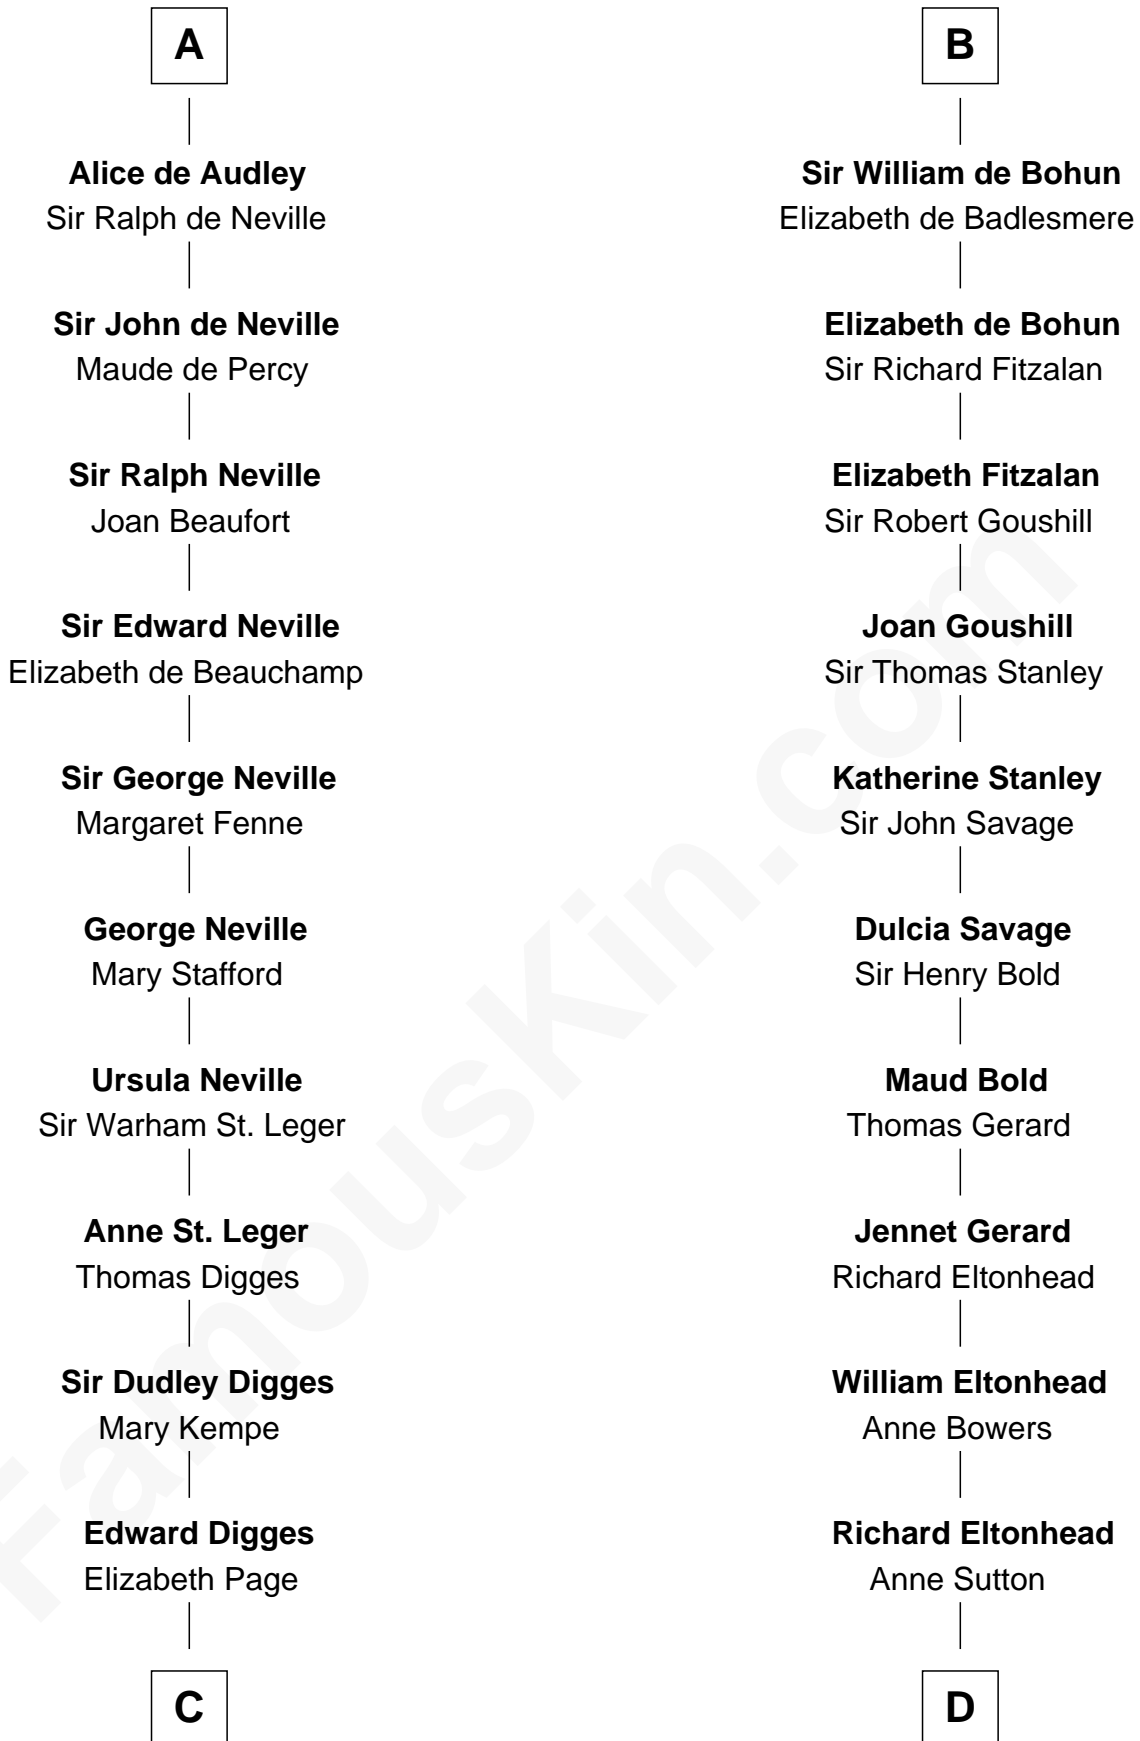 A
Alice de Audley
Sir Ralph de Neville
Sir John de Neville
Maude de Percy
Sir Ralph Neville
Joan Beaufort
Sir Edward Neville
Elizabeth de Beauchamp
Sir George Neville
Margaret Fenne
George Neville
Mary Stafford
Ursula Neville
Sir Warham St. Leger
Anne St. Leger
Thomas Digges
Sir Dudley Digges
Mary Kempe
Edward Digges
Elizabeth Page
C
B
Sir William de Bohun
Elizabeth de Badlesmere
Elizabeth de Bohun
Sir Richard Fitzalan
Elizabeth Fitzalan
Sir Robert Goushill
Joan Goushill
Sir Thomas Stanley
Katherine Stanley
Sir John Savage
Dulcia Savage
Sir Henry Bold
Maud Bold
Thomas Gerard
Jennet Gerard
Richard Eltonhead
William Eltonhead
Anne Bowers
Richard Eltonhead
Anne Sutton
D
FamousKin.com